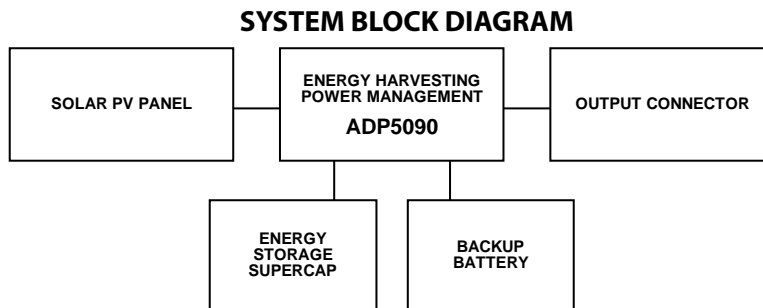 SYSTEM BLOCK DIAGRAM
SOLAR PV PANEL
ENERGY HARVESTING
POWER MANAGEMENT
ADP5090
OUTPUT CONNECTOR
ENERGY
STORAGE
SUPERCAP
BACKUP
BATTERY